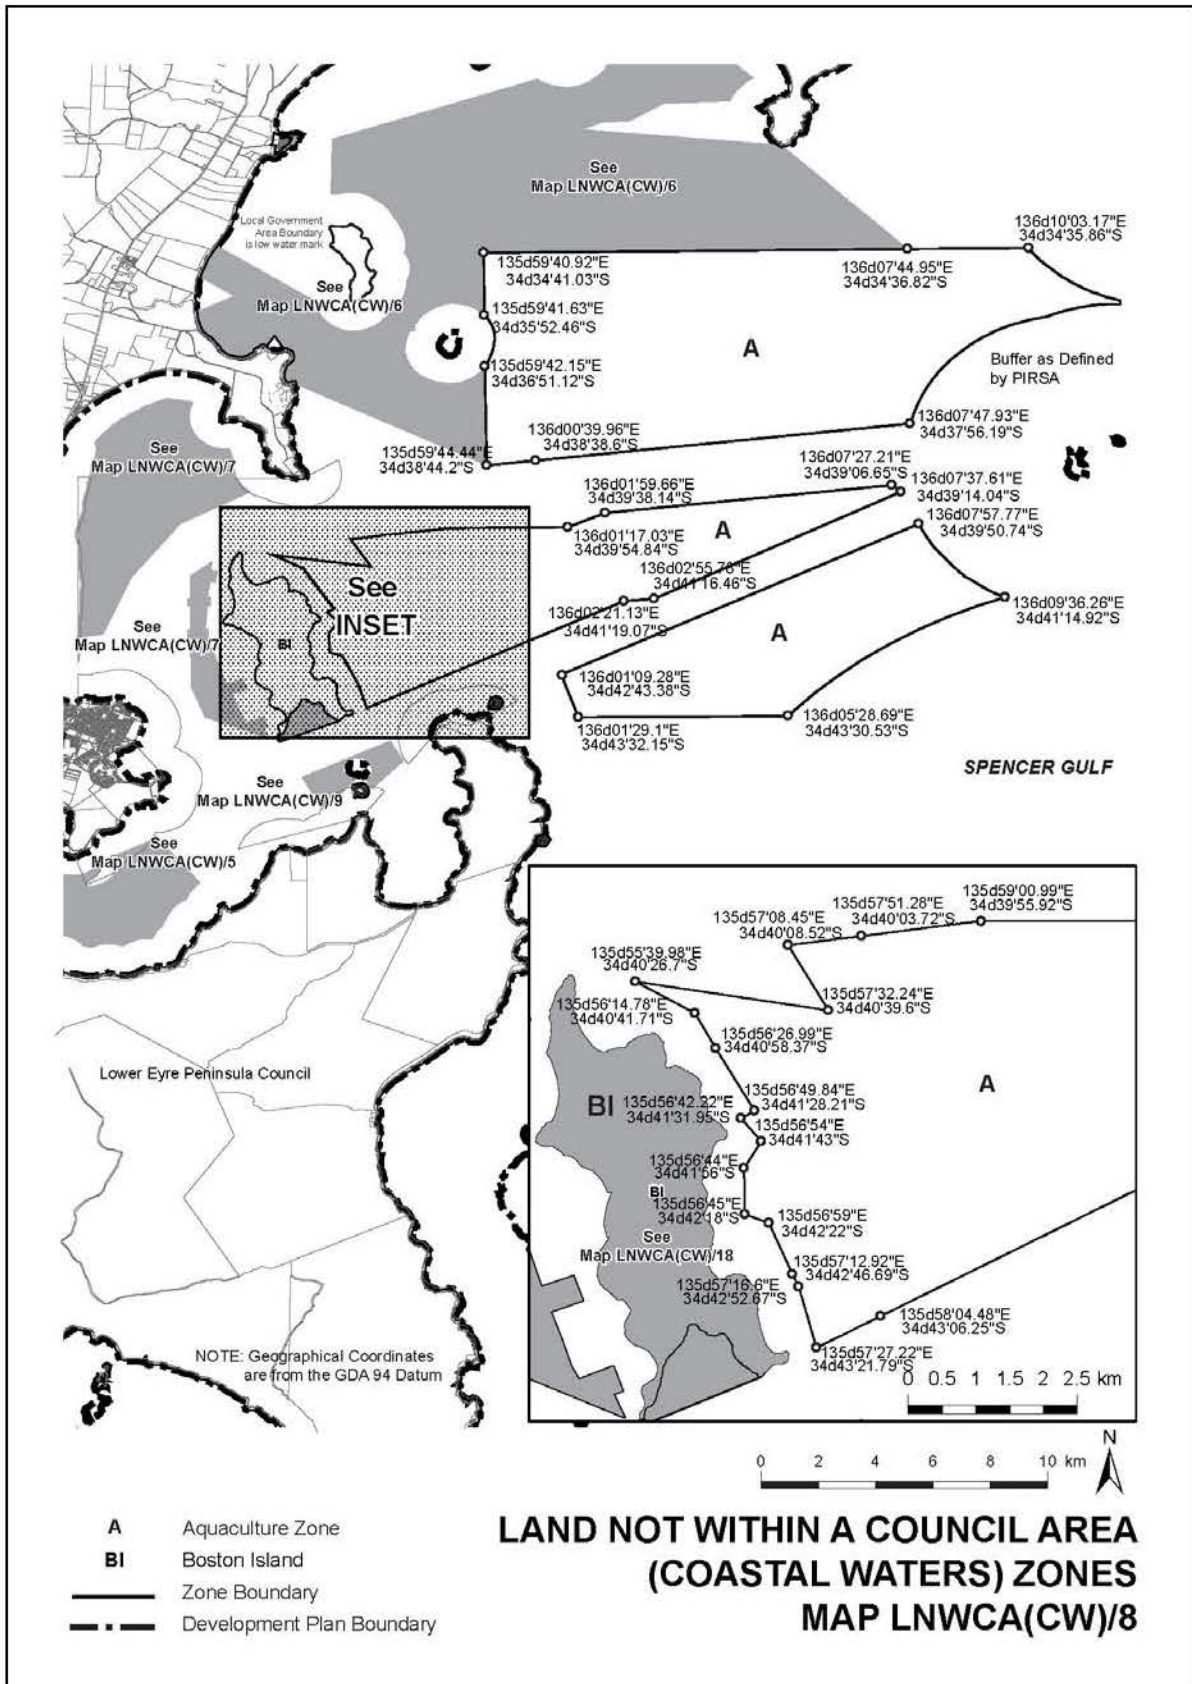 See
Map LNWCA(CW)/6
Local Government
Area Boundary
is low water mark
See
Map LNWCA(CW)/6
136d10'03.17"E
34d34'35.86"S
135d59'40.92"E
34d34'41.03"S
136d07'44.95"E
34d34'36.82"S
135d59'41.63"E
34d35'52.46"S
A
135d59'42.15"E
34d36'51.12"S
Buffer as Defined
by PIRSA
136d07'47.93"E
34d37'56.19"S
136d00'39.96"E
34d38'38.6"S
135d59'44.44"E
34d38'44.2"S
See
Map LNWCA(CW)/7
136d07'27.21"E
34d39'06.65"S
136d07'37.61"E
34d39'14.04"S
136d01'59.66"E
34d39'38.14"S
136d07'57.77"E
34d39'50.74"S
A
136d01'17.03"E
34d39'54.84"S
136d02'55.78"E
34d41'16.46"S
See
INSET
136d02'21.13"E
34d41'19.07"S
136d09'36.26"E
34d41'14.92"S
See
Map LNWCA(CW)/7
BI
A
136d01'09.28"E
34d42'43.38"S
136d01'29.1"E
34d43'32.15"S
136d05'28.69"E
34d43'30.53"S
SPENCER GULF
See
Map LNWCA(CW)/9
See
Map LNWCA(CW)/5
135d59'00.99"E
34d39'55.92"S
135d57'51.28"E
34d40'03.72"S
135d57'08.45"E
34d40'08.52"S
135d55'39.98"E
34d40'26.7"S
135d57'32.24"E
34d40'39.6"S
135d56'14.78"E
34d40'41.71"S
135d56'26.99"E
34d40'58.37"S
A
BI
135d56'49.84"E
34d41'28.21"S
135d56'42.22"E
34d41'31.95"S
135d56'54"E
34d41'43"S
135d56'44"E
34d41'56"S
BI
135d56'45"E
34d42'18"S
135d56'59"E
34d42'22"S
See
Map LNWCA(CW)/18
135d57'12.92"E
34d42'46.69"S
135d57'16.6"E
34d42'52.67"S
135d58'04.48"E
34d43'06.25"S
135d57'27.22"E
34d43'21.79"S
0 0.5 1.5 2 2.5 km
Lower Eyre Peninsula Council
NOTE: Geographical Coordinates
are from the GDA 94 Datum
0 2 4 6 8 10 km
N
A Aquaculture Zone
BI Boston Island
Zone Boundary
Development Plan Boundary
LAND NOT WITHIN A COUNCIL AREA
(COASTAL WATERS) ZONES
MAP LNWCA(CW)/8